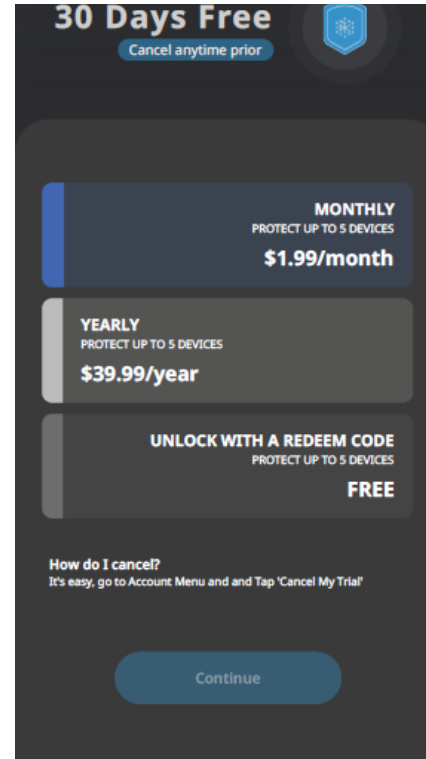 30 Days Free
Cancel anytime prior
MONTHLY
PROTECT UP TO 5 DEVICES
$1.99/month
YEARLY
PROTECT UP TO 5 DEVICES
$39.99/year
UNLOCK WITH A REDEEM CODE
PROTECT UP TO 5 DEVICES
FREE
How do I cancel?
It's easy, go to Account Menu and and Tap 'Cancel My Trial'
Continue